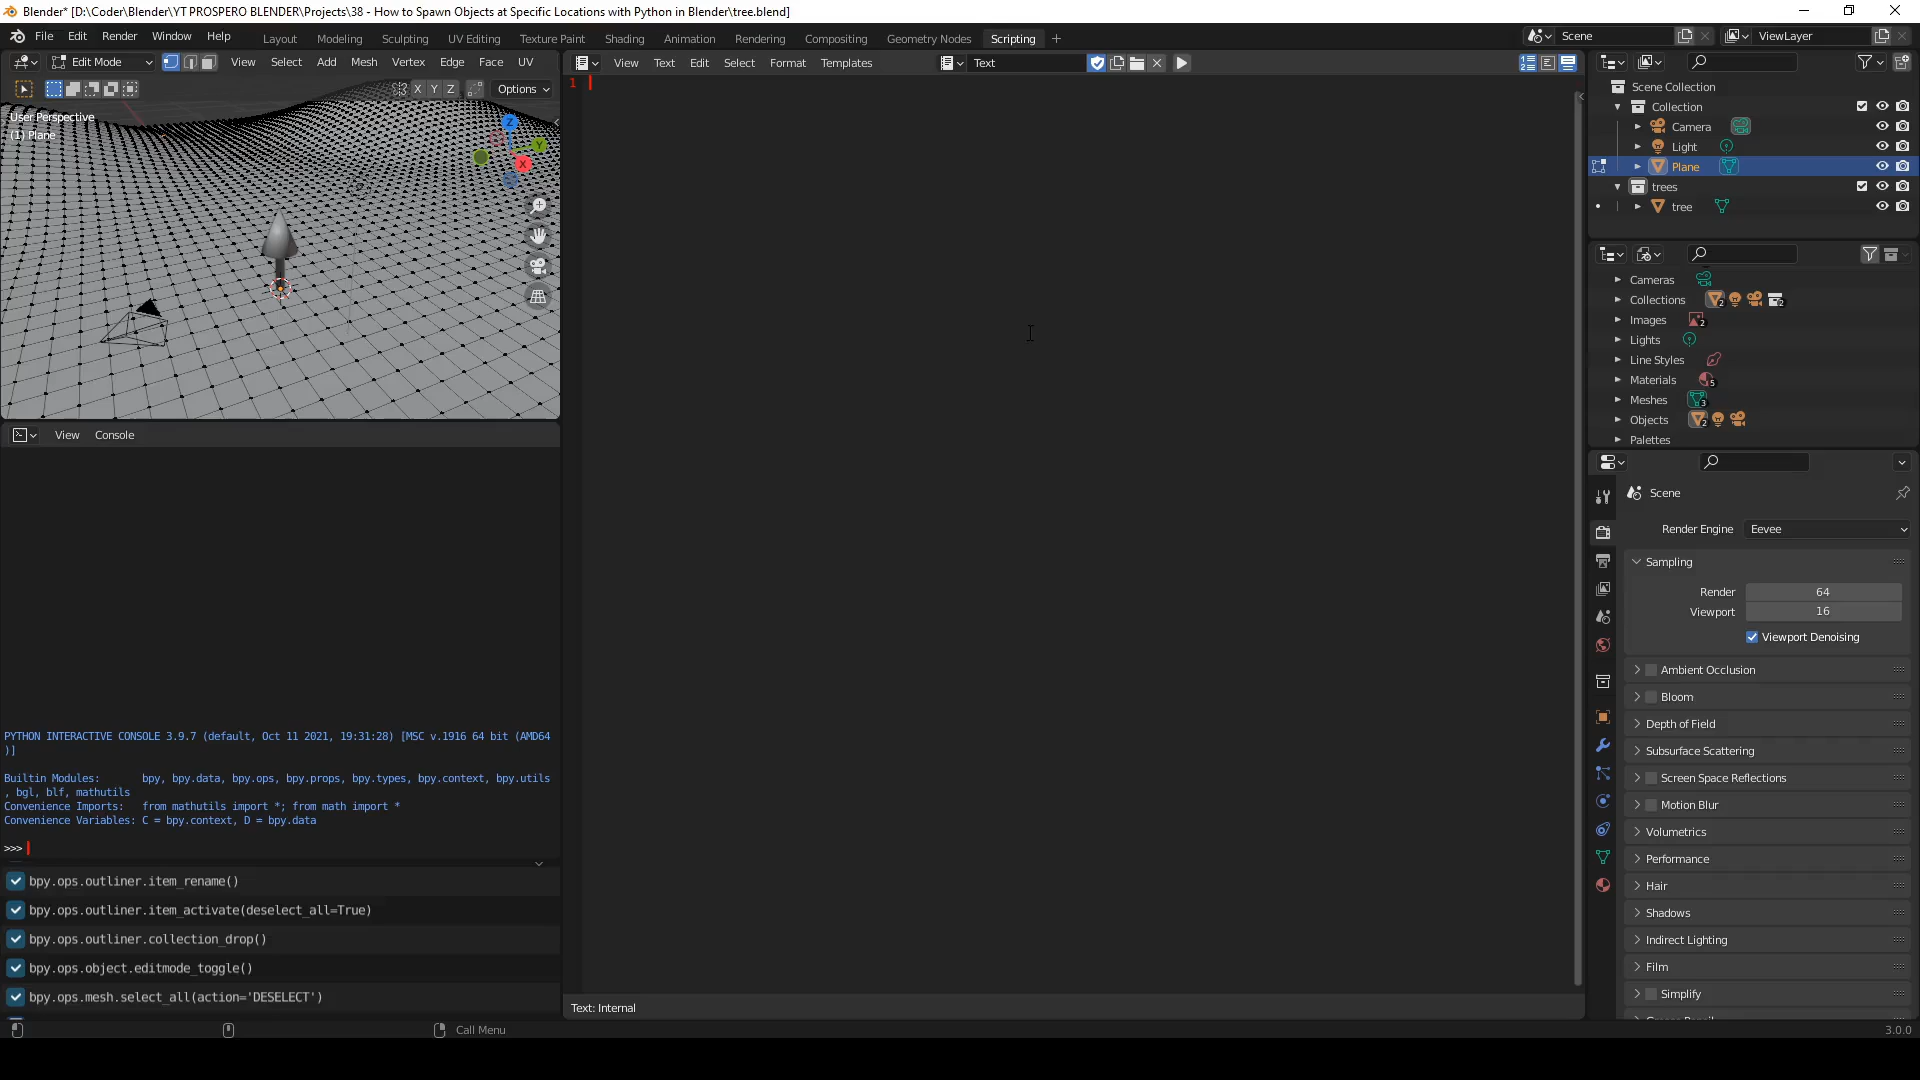 Blender* [D:\Coder\Blender\YT PROSPERO BLENDER\Projects\38 - How to Spawn Objects at Specific Locations with Python in Blender\tree.blend]
File Edit Render Window Help
Layout Modeling Sculpting UV Editing Texture Paint Shading Animation Rendering Compositing Geometry Nodes Scripting +
Scene
ViewLayer
Edit Mode
View Select Add Mesh Vertex Edge Face UV
View Text Edit Select Format Templates
Text
X Y Z
Options
User Perspective
(1) Plane
Z
Y
X
1
Scene Collection
Collection
Camera
Light
Plane
trees
tree
Cameras
Collections 2 2
Images 2
Lights
Line Styles
Materials 5
Meshes 3
Objects 2
Palettes
View Console
PYTHON INTERACTIVE CONSOLE 3.9.7 (default, Oct 11 2021, 19:31:28) [MSC v.1916 64 bit (AMD64
)]
Builtin Modules: bpy, bpy.data, bpy.ops, bpy.props, bpy.types, bpy.context, bpy.utils
, bgl, blf, mathutils
Convenience Imports: from mathutils import *; from math import *
Convenience Variables: C = bpy.context, D = bpy.data
>>>
bpy.ops.outliner.item_rename()
bpy.ops.outliner.item_activate(deselect_all=True)
bpy.ops.outliner.collection_drop()
bpy.ops.object.editmode_toggle()
bpy.ops.mesh.select_all(action='DESELECT')
Scene
Render Engine Eevee
Sampling
Render 64
Viewport 16
Viewport Denoising
Ambient Occlusion
Bloom
Depth of Field
Subsurface Scattering
Screen Space Reflections
Motion Blur
Volumetrics
Performance
Hair
Shadows
Indirect Lighting
Film
Simplify
Text: Internal
Call Menu
3.0.0